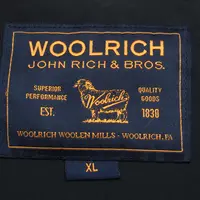 WOOLRICH
JOHN RICH & BROS.
SUPERIOR
PERFORMANCE
QUALITY
GOODS
Woolrich
EST.
1830
WOOLRICH WOOLEN MILLS - WOOLRICH, PA
XL